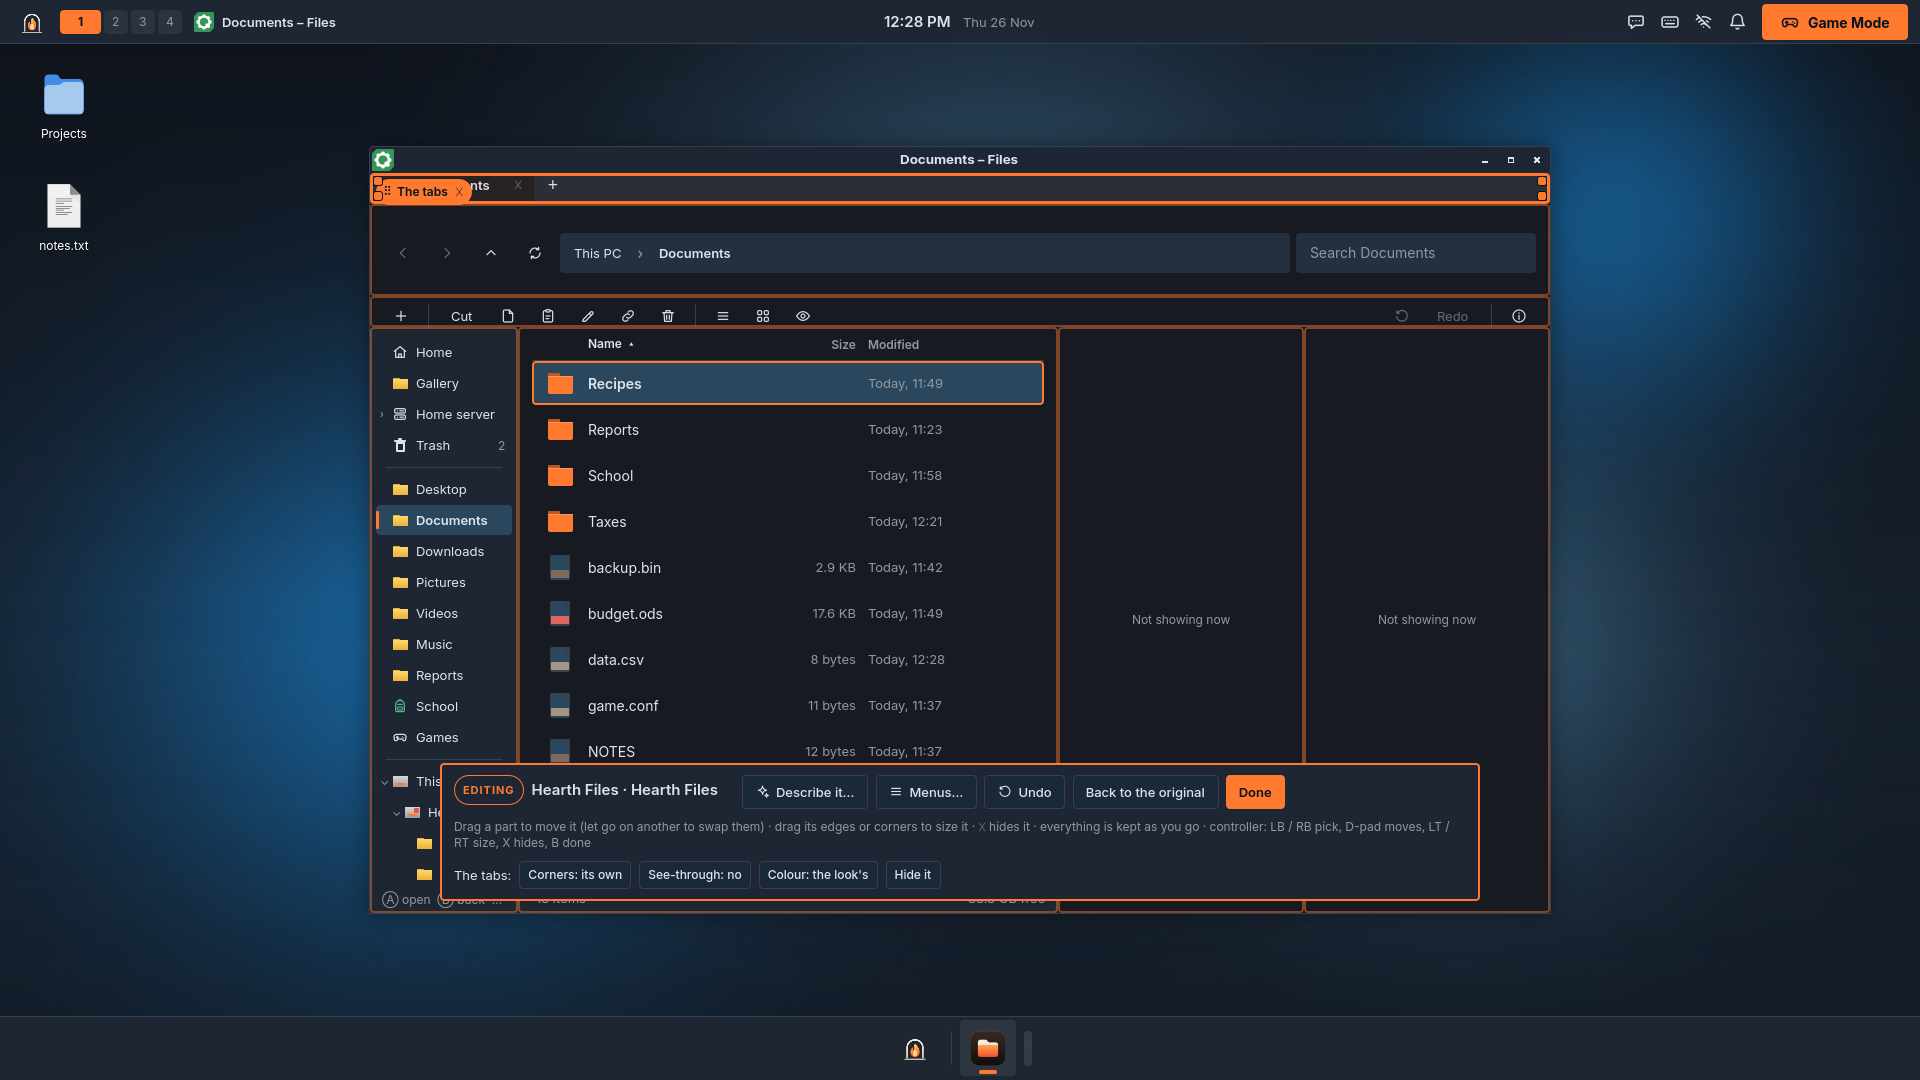 1 2 3 4 Documents – Files 12:28 PM Thu 26 Nov Game Mode
Projects
notes.txt
Documents – Files
The tabs X nts X +
This PC › Documents Search Documents
Cut Redo
Home
Gallery
Home server
Trash 2
Desktop
Documents
Downloads
Pictures
Videos
Music
Reports
School
Games
This
He
A open back ...
Name Size Modified
Recipes Today, 11:49
Reports Today, 11:23
School Today, 11:58
Taxes Today, 12:21
backup.bin 2.9 KB Today, 11:42
budget.ods 17.6 KB Today, 11:49
data.csv 8 bytes Today, 12:28
game.conf 11 bytes Today, 11:37
NOTES 12 bytes Today, 11:37
Not showing now
Not showing now
EDITING Hearth Files · Hearth Files Describe it... Menus... Undo Back to the original Done
Drag a part to move it (let go on another to swap them) · drag its edges or corners to size it · X hides it · everything is kept as you go · controller: LB / RB pick, D-pad moves, LT /
RT size, X hides, B done
The tabs: Corners: its own See-through: no Colour: the look's Hide it